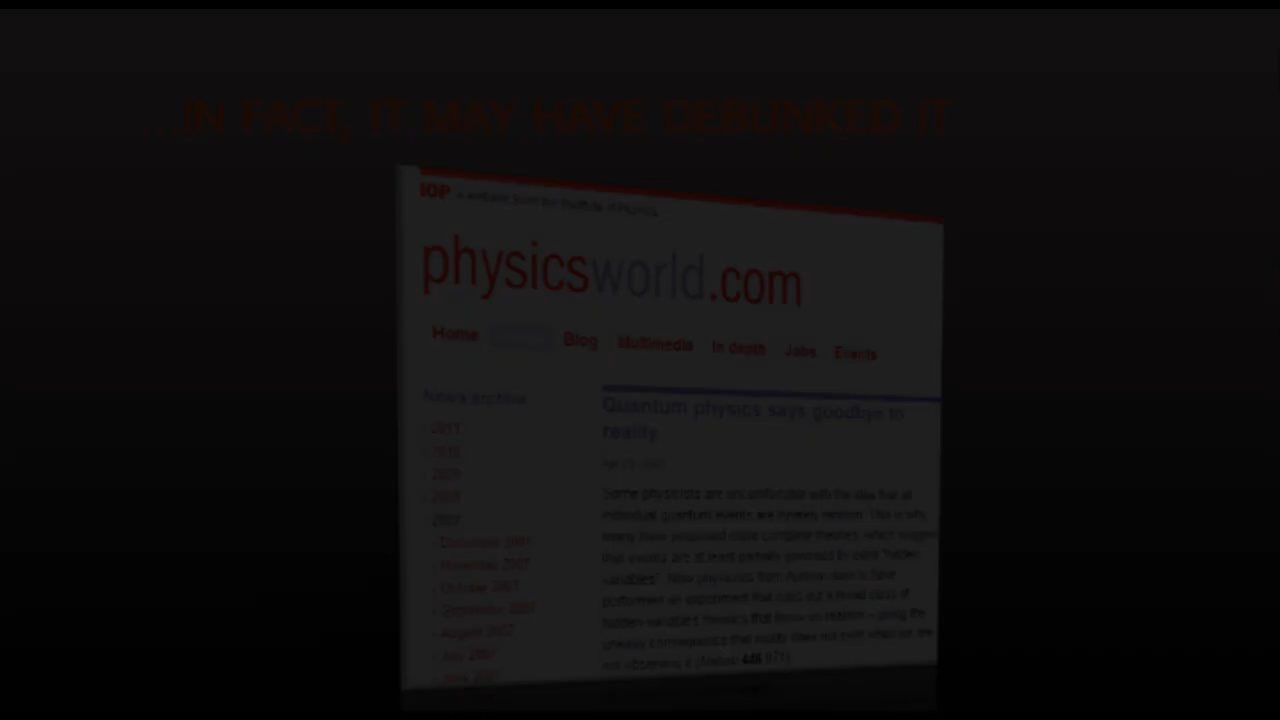 ...IN FACT, IT MAY HAVE DEBUNKED IT
IOP
physicsworld.com
Home Blog Multimedia In depth Jobs Events
News archive
2011
2010
2009
2008
2007
December 2007
November 2007
October 2007
September 2007
August 2007
July 2007
June 2007
Quantum physics says goodbye to
reality
Some physicists are uncomfortable with the idea that all
individual quantum events are innately random. This is why
many have proposed more complete theories, which suggest
that events are at least partially governed by extra "hidden
variables". Now physicists from Austria claim to have
performed an experiment that rules out a broad class of
hidden-variables theories that focus on realism – giving the
uneasy consequence that reality does not exist when we are
not observing it (Nature 446 871)